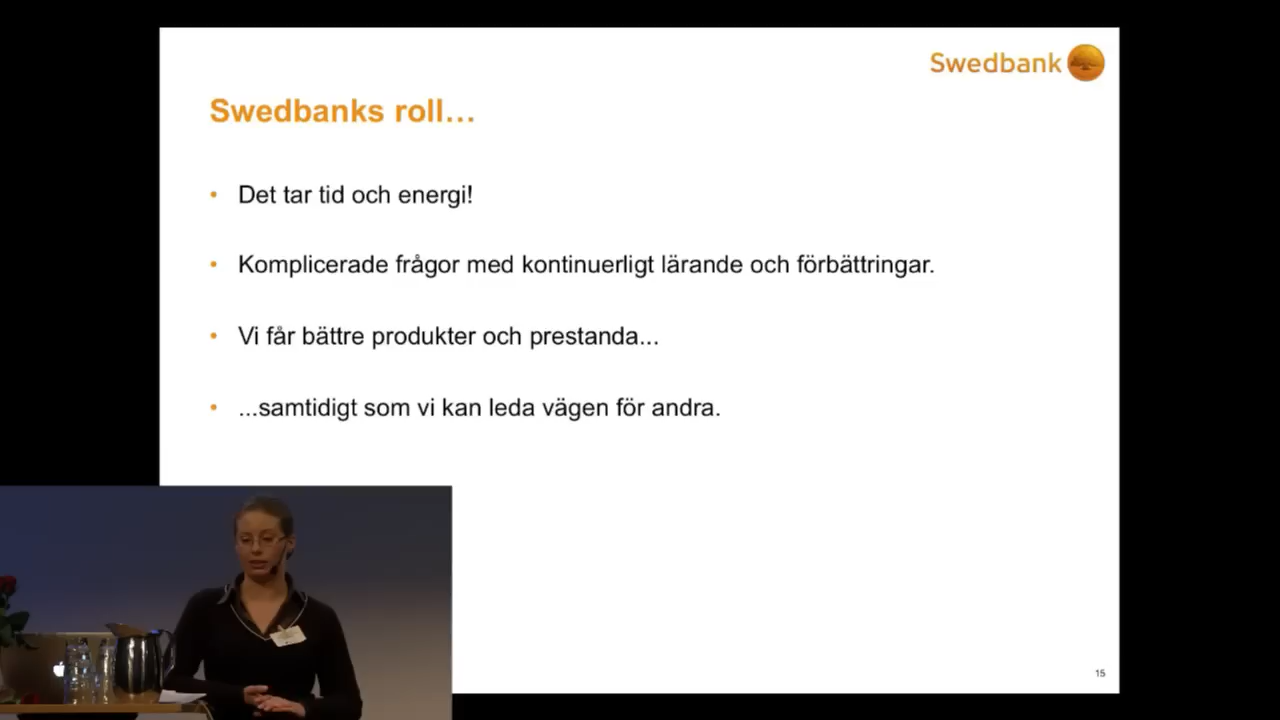 Swedbank
Swedbanks roll...
• Det tar tid och energi!
• Komplicerade frågor med kontinuerligt lärande och förbättringar.
• Vi får bättre produkter och prestanda...
• ...samtidigt som vi kan leda vägen för andra.
15